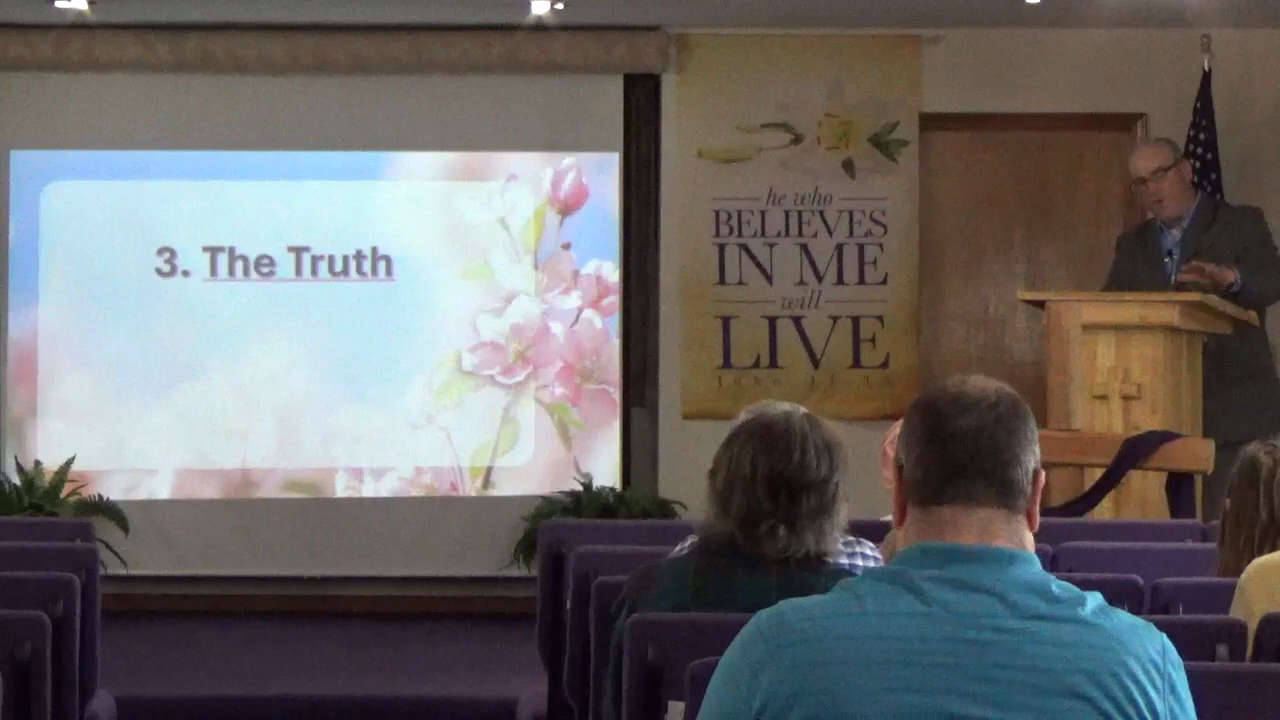 3. The Truth
he who
BELIEVES
IN ME
will
LIVE